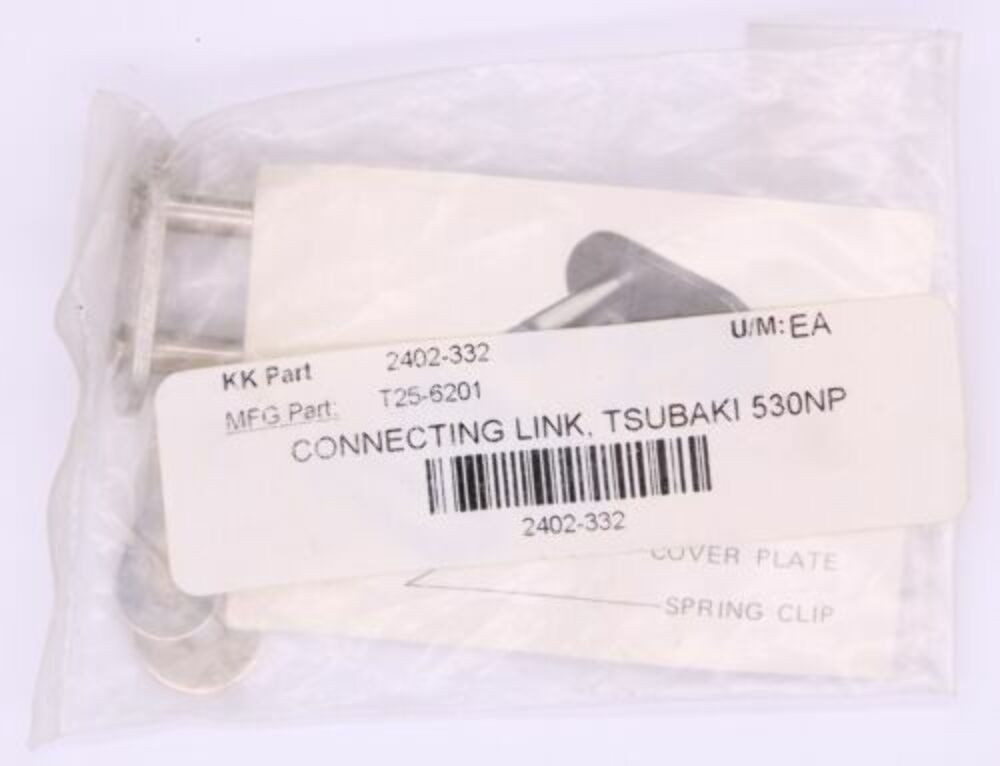 U/M: EA
KK Part 2402-332
MFG Part: T25-6201
CONNECTING LINK, TSUBAKI 530NP
2402-332
COVER PLATE
SPRING CLIP